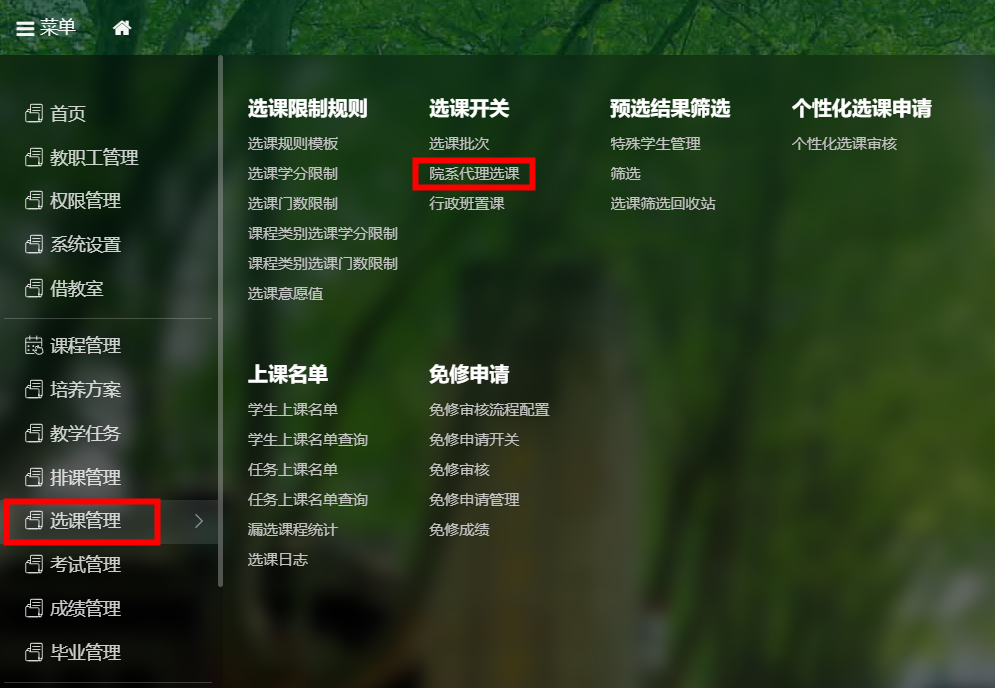 菜单
首页
教职工管理
权限管理
系统设置
借教室
课程管理
培养方案
教学任务
排课管理
选课管理
考试管理
成绩管理
毕业管理
选课限制规则
选课规则模板
选课学分限制
选课门数限制
课程类别选课学分限制
课程类别选课门数限制
选课意愿值
选课开关
选课批次
院系代理选课
行政班置课
预选结果筛选
特殊学生管理
筛选
选课筛选回收站
个性化选课申请
个性化选课审核
上课名单
学生上课名单
学生上课名单查询
任务上课名单
任务上课名单查询
漏选课程统计
选课日志
免修申请
免修审核流程配置
免修申请开关
免修审核
免修申请管理
免修成绩